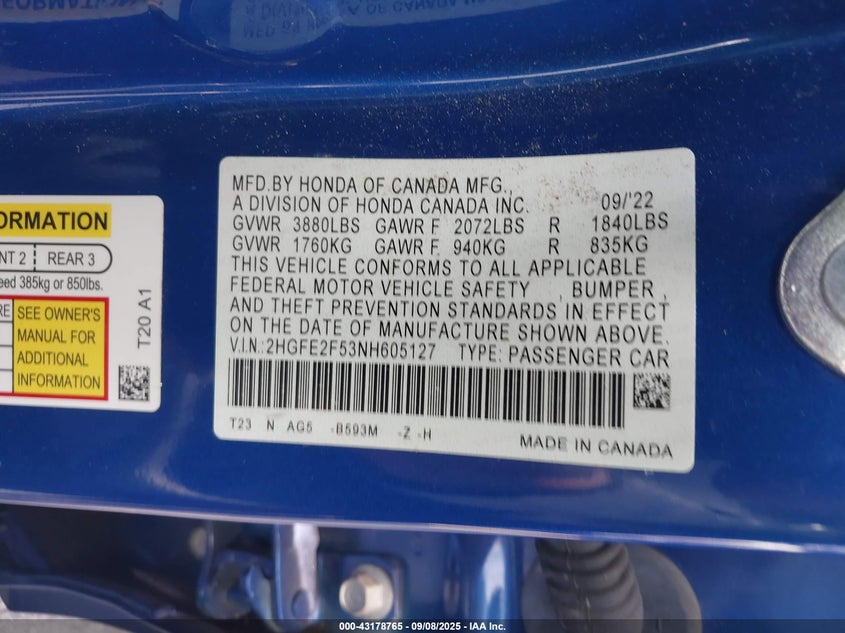 MFD.BY HONDA OF CANADA MFG.,
A DIVISION OF HONDA CANADA INC. 09/'22
GVWR 3880LBS GAWR F. 2072LBS R 1840LBS
GVWR 1760KG GAWR F. 940KG R 835KG
THIS VEHICLE CONFORMS TO ALL APPLICABLE
FEDERAL MOTOR VEHICLE SAFETY , BUMPER ,
AND THEFT PREVENTION STANDARDS IN EFFECT
ON THE DATE OF MANUFACTURE SHOWN ABOVE.
V.I.N.:2HGFE2F53NH605127 TYPE: PASSENGER CAR
T23 N AG5 -B593M -Z -H
MADE IN CANADA
ORMATION
NT 2 REAR 3
eed 385kg or 850lbs.
RE SEE OWNER'S
MANUAL FOR
ADDITIONAL
INFORMATION
T20 A1
000-43178765 - 09/08/2025 - IAA Inc.